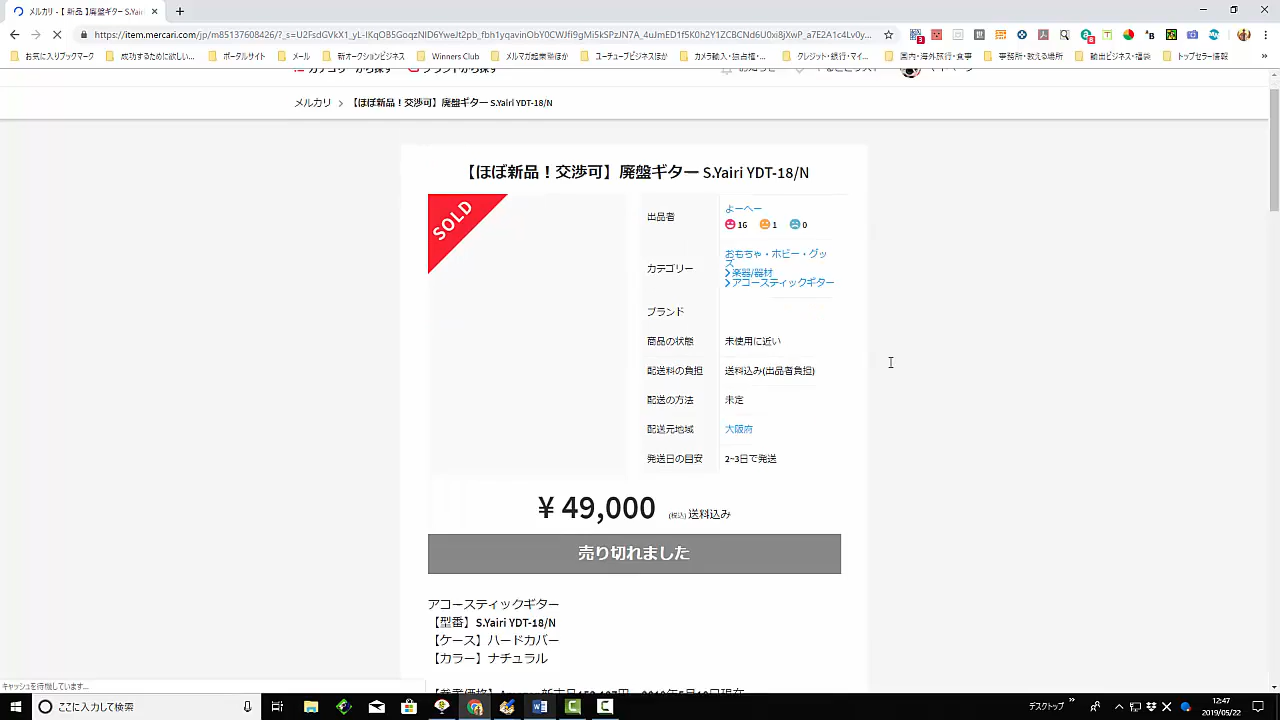 メルカリ - 【 新品 】廃盤ギター S.Yairi
https://item.mercari.com/jp/m85137603926/?_s=
お気に入りブックマーク
成功するために欲しい...
ポータルサイト
メール
新オークションビジネス
Winners Club
メルマガ起業塾ほか
ユーチューブビジネスほか
カメラ輸入・独自権・...
クレジット・銀行・マイ...
国内・海外旅行・食事
事務所・教える場所
輸出ビジネス・福袋
トップセラー情報
»
カテゴリーから探す
ブランドから探す
メルカリ
【ほぼ新品！交渉可】廃盤ギター S.Yairi YDT-18/N
【ほぼ新品！交渉可】廃盤ギター S.Yairi YDT-18/N
SOLD
出品者
よーへー
16 1 0
カテゴリー
おもちゃ・ホビー・グッ
ズ
楽器/器材
アコースティックギター
ブランド
商品の状態
未使用に近い
配送料の負担
送料込み(出品者負担)
配送の方法
未定
配送元地域
大阪府
発送日の目安
2~3日で発送
¥ 49,000 (税込) 送料込み
売り切れました
アコースティックギター
【型番】S.Yairi YDT-18/N
【ケース】ハードカバー
【カラー】ナチュラル
キャッシュを待機しています...
ここに入力して検索
デスクトップ
»
12:47
2019/05/22